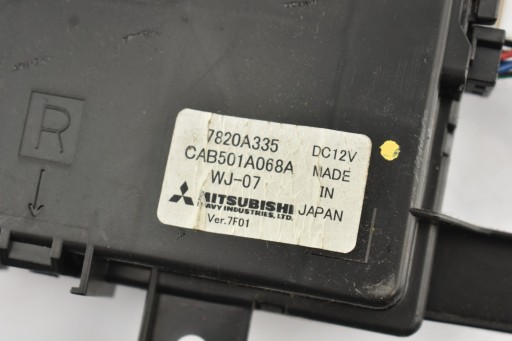 R
7820A335 DC12V
CAB501A068A MADE
WJ-07 IN
MITSUBISHI JAPAN
HEAVY INDUSTRIES, LTD.
Ver.7F01